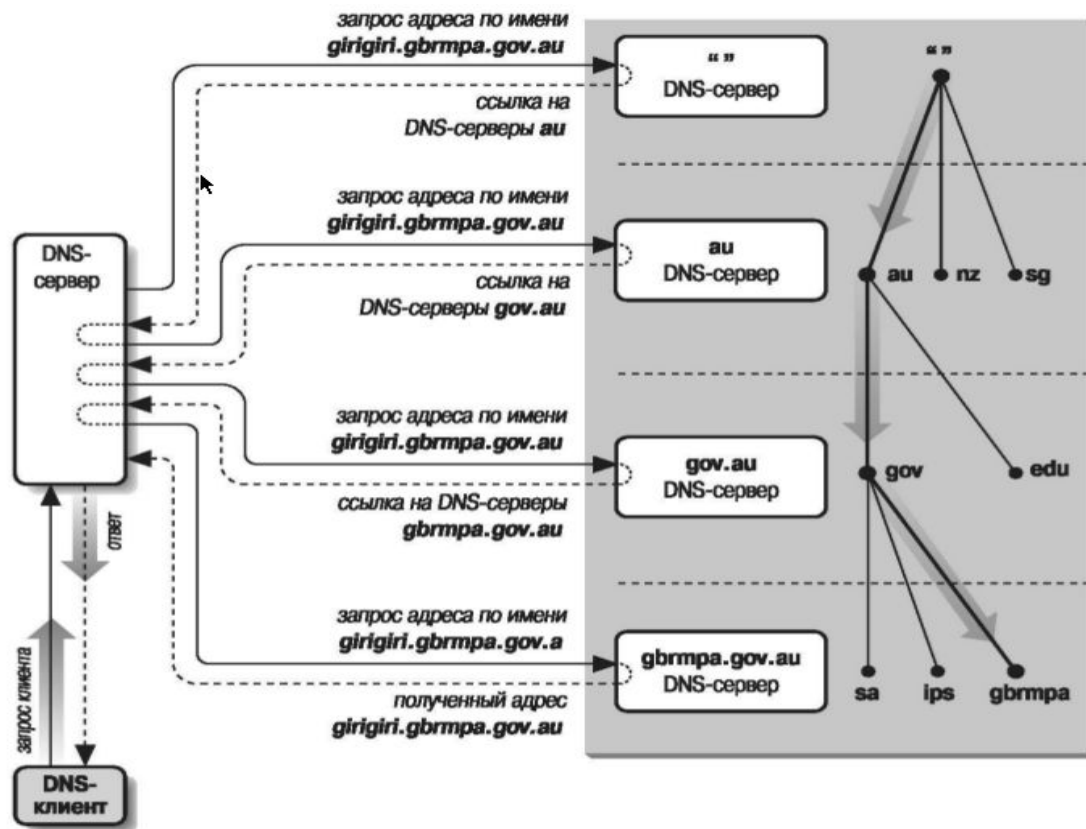 запрос адреса по имени
girigiri.gbrmpa.gov.au
“ ”
DNS-сервер
“ ”
ссылка на
DNS-серверы au
запрос адреса по имени
girigiri.gbrmpa.gov.au
DNS-
сервер
au
DNS-сервер
au
nz
sg
ссылка на
DNS-серверы gov.au
запрос адреса по имени
girigiri.gbrmpa.gov.au
gov.au
DNS-сервер
gov
edu
ссылка на DNS-серверы
gbrmpa.gov.au
ответ
запрос адреса по имени
girigiri.gbrmpa.gov.a
gbrmpa.gov.au
DNS-сервер
sa
ips
gbrmpa
полученный адрес
girigiri.gbrmpa.gov.au
запрос клиента
DNS-
клиент